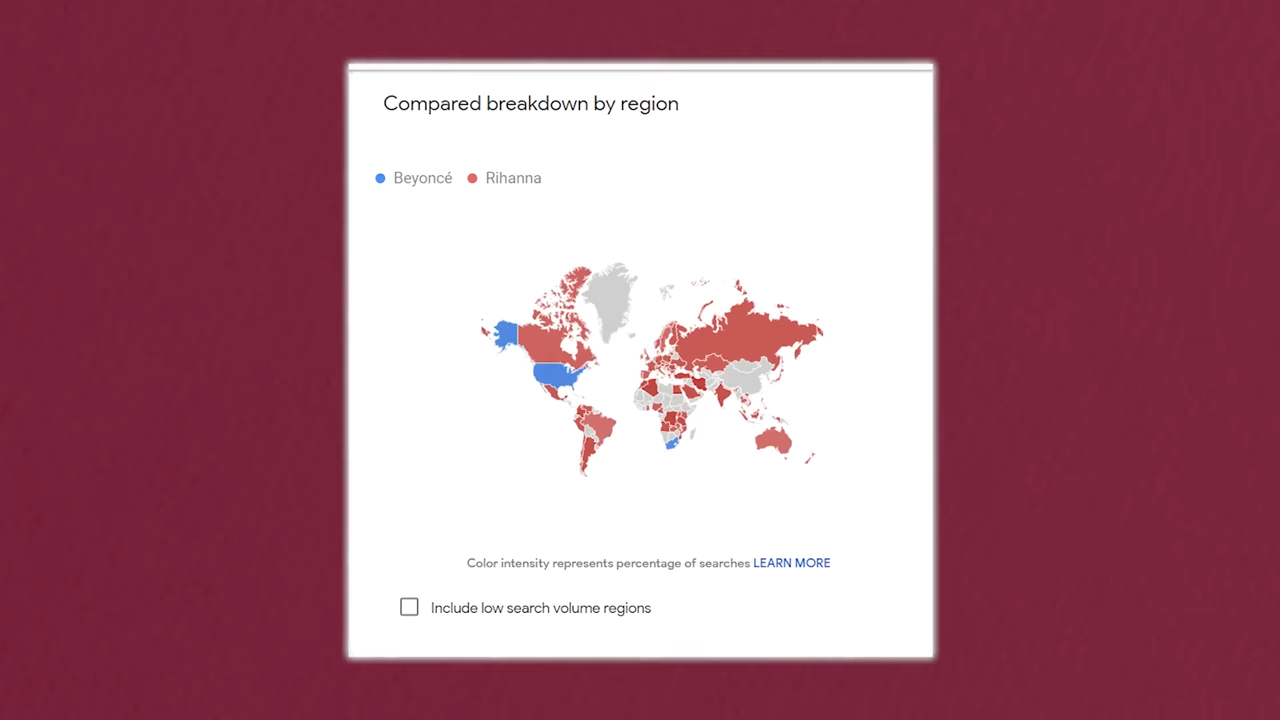 Compared breakdown by region
Beyoncé Rihanna
Color intensity represents percentage of searches LEARN MORE
Include low search volume regions